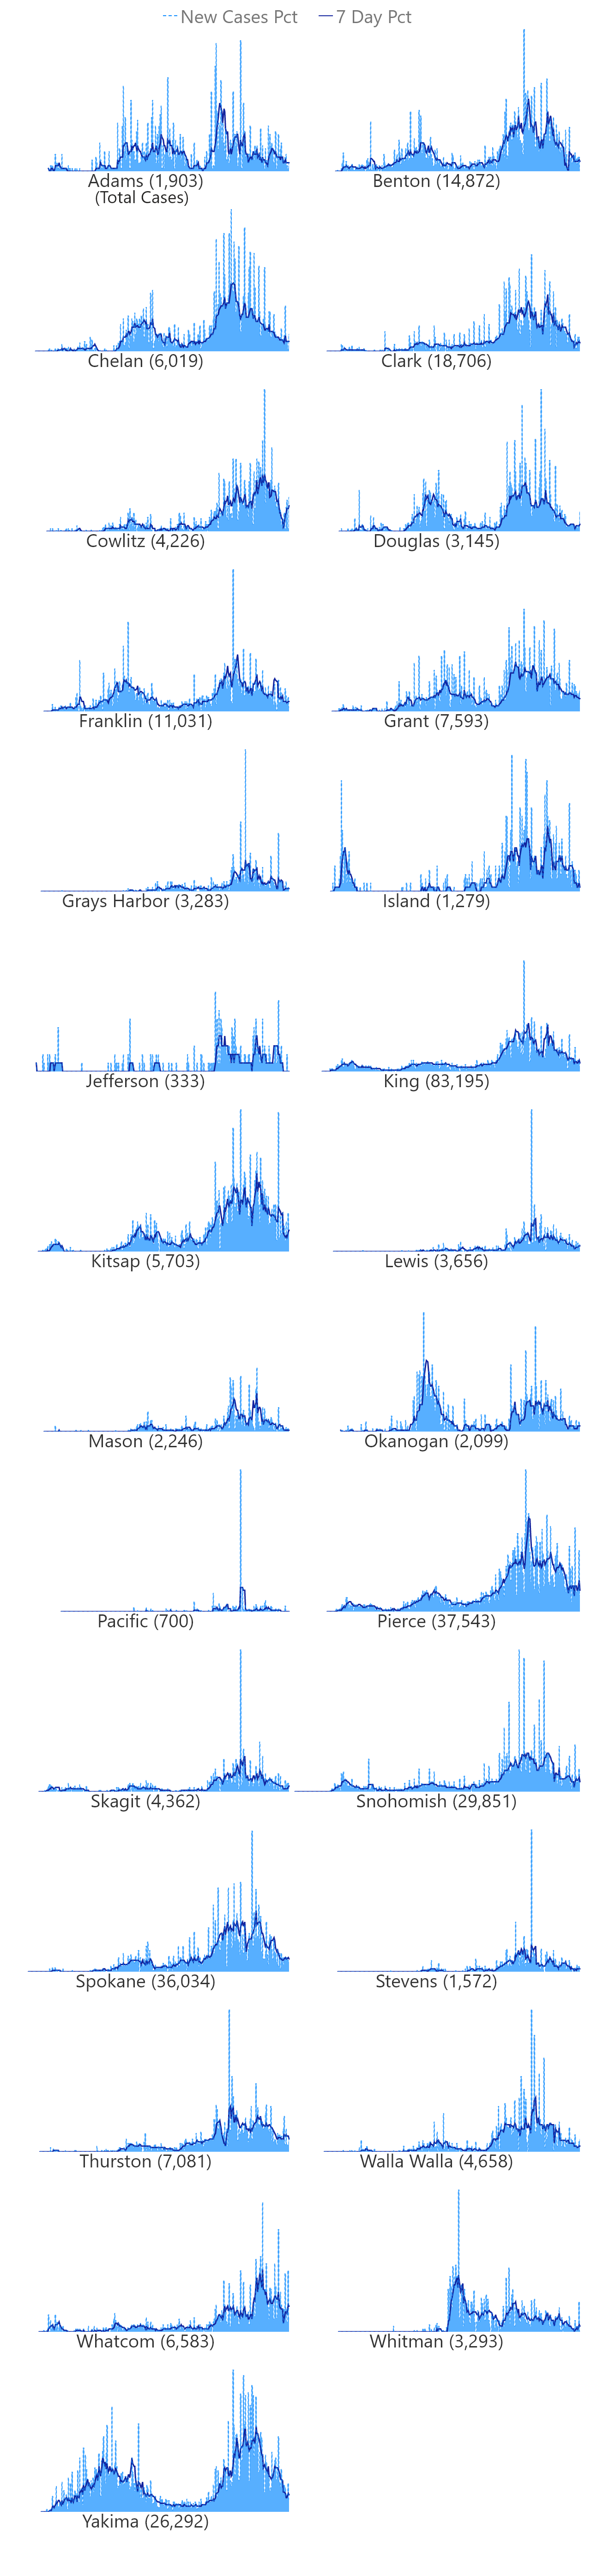 New Cases Pct 7 Day Pct
Adams (1,903) Benton (14,872)
(Total Cases)
Chelan (6,019) Clark (18,706)
Cowlitz (4,226) Douglas (3,145)
Franklin (11,031) Grant (7,593)
Grays Harbor (3,283) Island (1,279)
Jefferson (333) King (83,195)
Kitsap (5,703) Lewis (3,656)
Mason (2,246) Okanogan (2,099)
Pacific (700) Pierce (37,543)
Skagit (4,362) Snohomish (29,851)
Spokane (36,034) Stevens (1,572)
Thurston (7,081) Walla Walla (4,658)
Whatcom (6,583) Whitman (3,293)
Yakima (26,292)